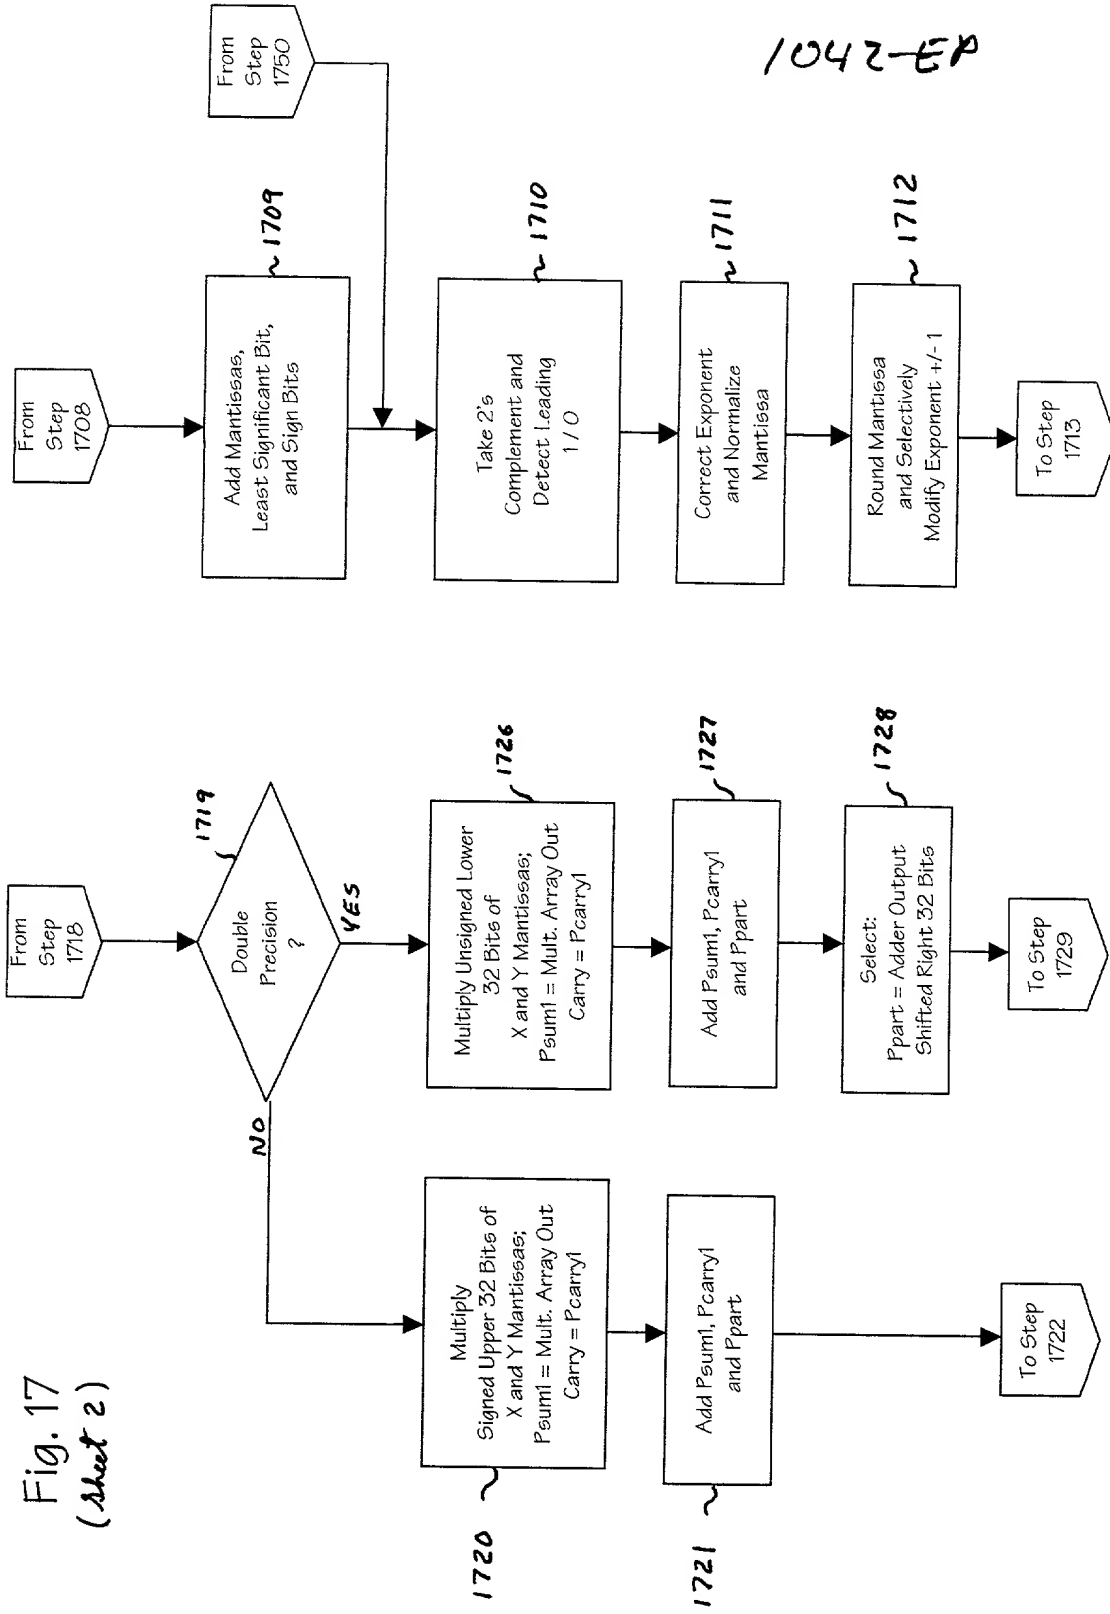 Fig. 17
(sheet 2)
1042-EP
From
Step
1708
From
Step
1750
1709
Add Mantissas,
Least Significant Bit,
and Sign Bits
1710
Take 2's
Complement and
Detect Leading
1 / 0
1711
Correct Exponent
and Normalize
Mantissa
1712
Round Mantissa
and Selectively
Modify Exponent +/- 1
To Step
1713
From
Step
1718
1719
Double
Precision
?
NO
YES
1720
Multiply
Signed Upper 32 Bits of
X and Y Mantissas;
Psum1 = Mult. Array Out
Carry = Pcarry1
1721
Add Psum1, Pcarry1
and Ppart
To Step
1722
1726
Multiply Unsigned Lower
32 Bits of
X and Y Mantissas;
Psum1 = Mult. Array Out
Carry = Pcarry1
1727
Add Psum1, Pcarry1
and Ppart
1728
Select:
Ppart = Adder Output
Shifted Right 32 Bits
To Step
1729